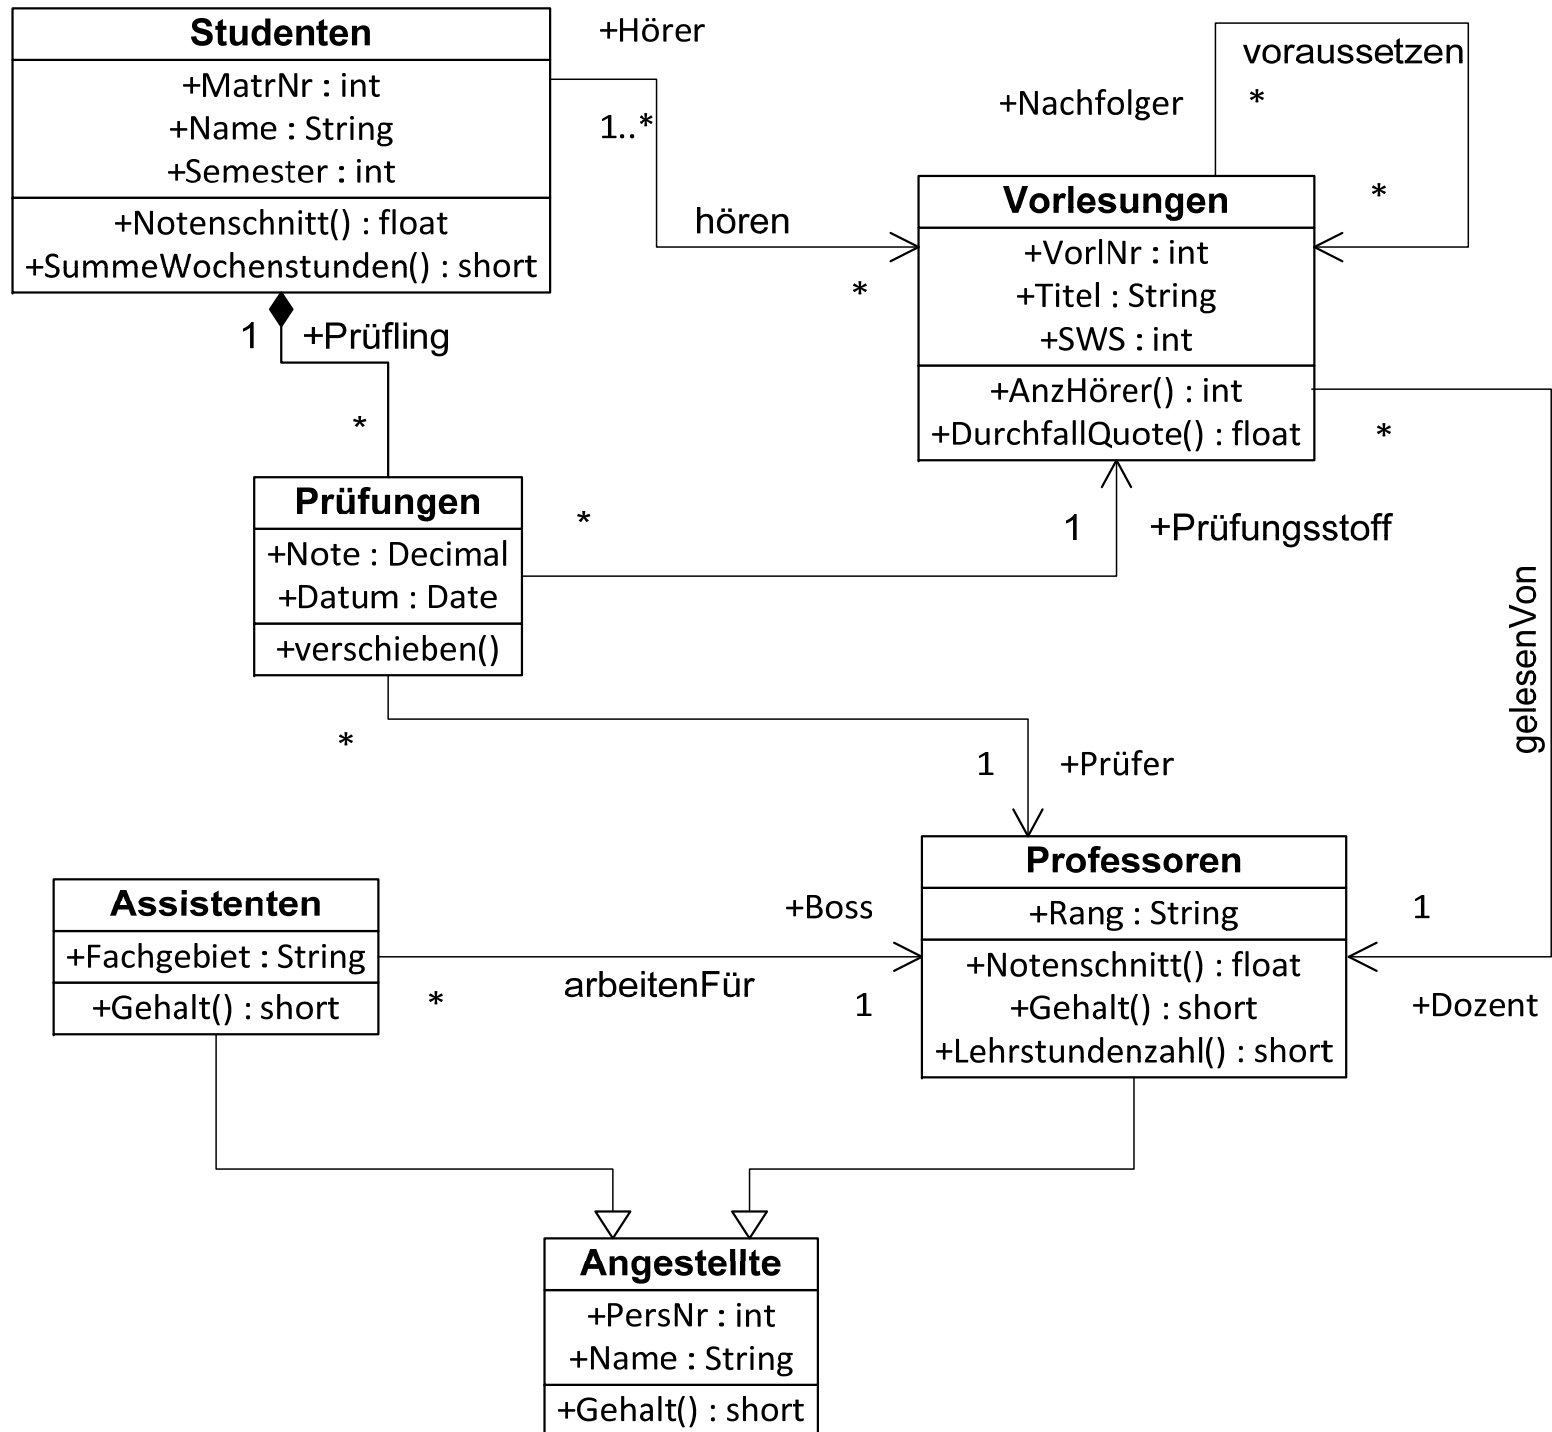 Studenten
+MatrNr : int
+Name : String
+Semester : int
+Notenschnitt() : float
+SummeWochenstunden() : short
+Hörer
1..*
hören
*
voraussetzen
+Nachfolger
*
*
Vorlesungen
+VorlNr : int
+Titel : String
+SWS : int
+AnzHörer() : int
+DurchfallQuote() : float
1
+Prüfling
*
*
Prüfungen
+Note : Decimal
+Datum : Date
+verschieben()
*
1
+Prüfungsstoff
gelesenVon
*
1
+Prüfer
Professoren
+Rang : String
+Notenschnitt() : float
+Gehalt() : short
+Lehrstundenzahl() : short
1
+Dozent
Assistenten
+Fachgebiet : String
+Gehalt() : short
+Boss
arbeitenFür
*
1
Angestellte
+PersNr : int
+Name : String
+Gehalt() : short